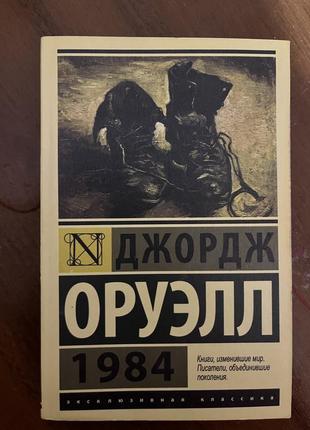 N
ДЖОРДЖ
ОРУЭЛЛ
1984
Книги, изменившие мир.
Писатели, объединившие
поколения.
эксклюзивная классика